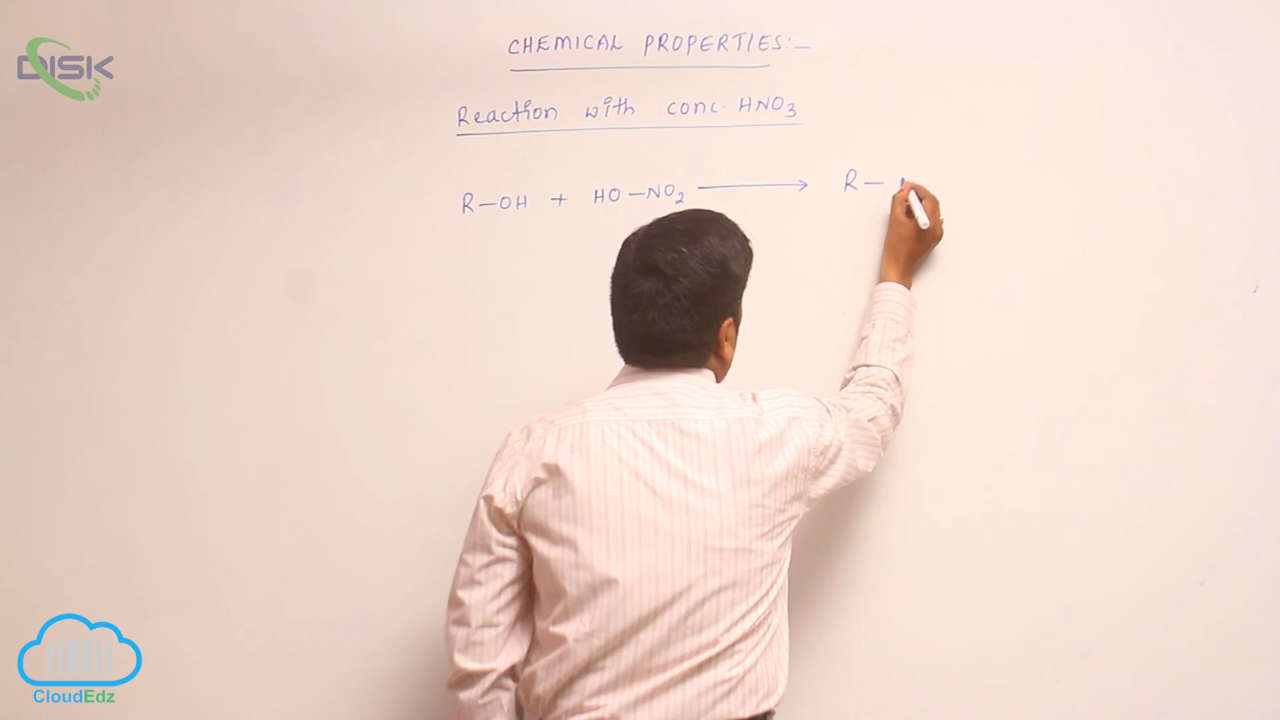 DISK
CHEMICAL PROPERTIES:—
Reaction with conc. HNO3
R—OH + HO—NO2 ⟶ R—
CloudEdz